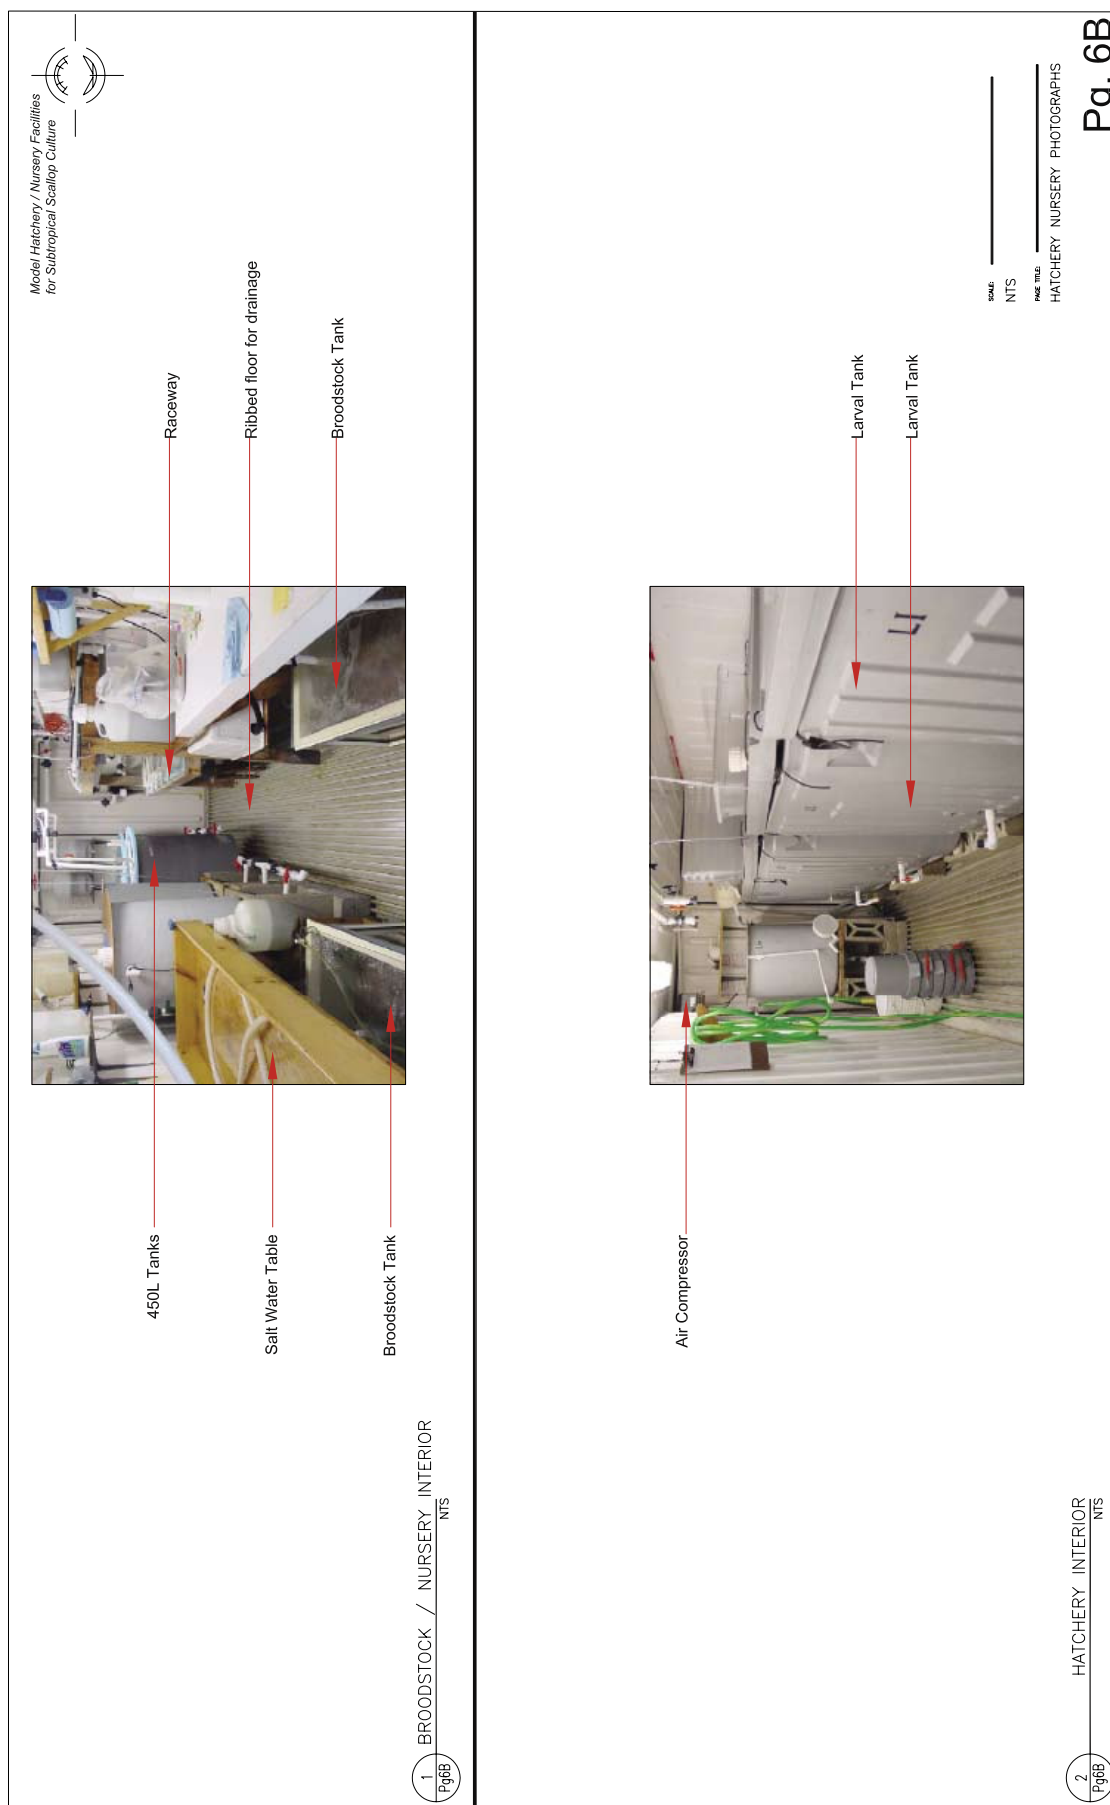 Model Hatchery / Nursery Facilities
for Subtropical Scallop Culture
450L Tanks
Salt Water Table
Broodstock Tank
Raceway
Ribbed floor for drainage
Broodstock Tank
1
Pg6B
BROODSTOCK / NURSERY INTERIOR
NTS
Air Compressor
Larval Tank
Larval Tank
L1
2
Pg6B
HATCHERY INTERIOR
NTS
SCALE:
NTS
PAGE TITLE:
HATCHERY NURSERY PHOTOGRAPHS
Pg. 6B